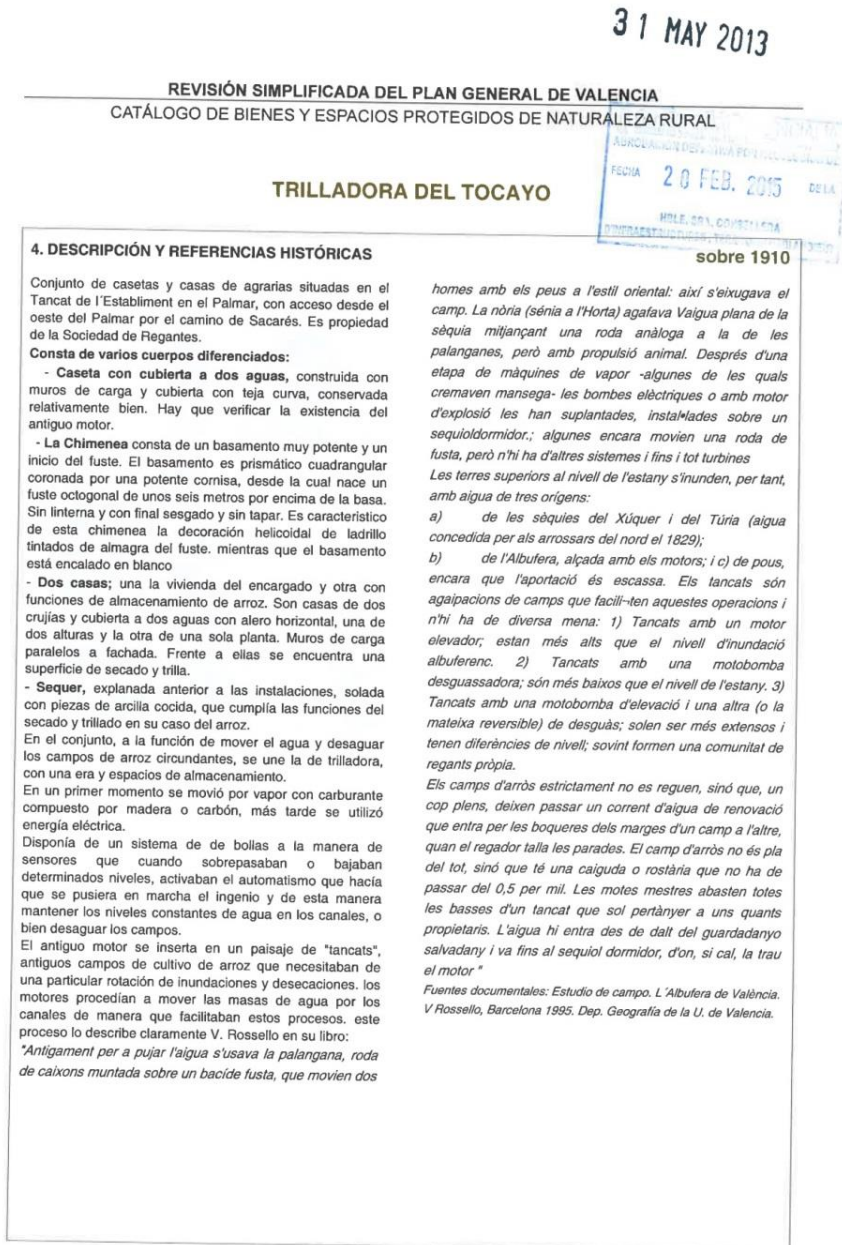 31 MAY 2013
REVISIÓN SIMPLIFICADA DEL PLAN GENERAL DE VALENCIA
CATÁLOGO DE BIENES Y ESPACIOS PROTEGIDOS DE NATURALEZA RURAL
FECHA 20 FEB. 2015 DE LA
HBLE. SRA. CONSELLERA
TRILLADORA DEL TOCAYO
4. DESCRIPCIÓN Y REFERENCIAS HISTÓRICAS
sobre 1910
Conjunto de casetas y casas de agrarias situadas en el
Tancat de l´Establiment en el Palmar, con acceso desde el
oeste del Palmar por el camino de Sacarés. Es propiedad
de la Sociedad de Regantes.
Consta de varios cuerpos diferenciados:
- Caseta con cubierta a dos aguas, construida con
muros de carga y cubierta con teja curva, conservada
relativamente bien. Hay que verificar la existencia del
antiguo motor.
- La Chimenea consta de un basamento muy potente y un
inicio del fuste. El basamento es prismático cuadrangular
coronada por una potente cornisa, desde la cual nace un
fuste octogonal de unos seis metros por encima de la basa.
Sin linterna y con final sesgado y sin tapar. Es caracteristico
de esta chimenea la decoración helicoidal de ladrillo
tintados de almagra del fuste. mientras que el basamento
está encalado en blanco
- Dos casas; una la vivienda del encargado y otra con
funciones de almacenamiento de arroz. Son casas de dos
crujías y cubierta a dos aguas con alero horizontal, una de
dos alturas y la otra de una sola planta. Muros de carga
paralelos a fachada. Frente a ellas se encuentra una
superficie de secado y trilla.
- Sequer, explanada anterior a las instalaciones, solada
con piezas de arcilla cocida, que cumplía las funciones del
secado y trillado en su caso del arroz.
En el conjunto, a la función de mover el agua y desaguar
los campos de arroz circundantes, se une la de trilladora,
con una era y espacios de almacenamiento.
En un primer momento se movió por vapor con carburante
compuesto por madera o carbón, más tarde se utilizó
energía eléctrica.
Disponía de un sistema de de bollas a la manera de
sensores que cuando sobrepasaban o bajaban
determinados niveles, activaban el automatismo que hacía
que se pusiera en marcha el ingenio y de esta manera
mantener los niveles constantes de agua en los canales, o
bien desaguar los campos.
El antiguo motor se inserta en un paisaje de "tancats",
antiguos campos de cultivo de arroz que necesitaban de
una particular rotación de inundaciones y desecaciones. los
motores procedían a mover las masas de agua por los
canales de manera que facilitaban estos procesos. este
proceso lo describe claramente V. Rossello en su libro:
"Antigament per a pujar l'aigua s'usava la palangana, roda
de caixons muntada sobre un bacíde fusta, que movien dos
homes amb els peus a l'estil oriental: així s'eixugava el
camp. La nòria (sénia a l'Horta) agafava Vaigua plana de la
sèquia mitjançant una roda anàloga a la de les
palanganes, però amb propulsió animal. Després d'una
etapa de màquines de vapor -algunes de les quals
cremaven mansega- les bombes elèctriques o amb motor
d'explosió les han suplantades, instal•lades sobre un
sequioldormidor.; algunes encara movien una roda de
fusta, però n'hi ha d'altres sistemes i fins i tot turbines
Les terres superiors al nivell de l'estany s'inunden, per tant,
amb aigua de tres orígens:
a) de les sèquies del Xúquer i del Túria (aigua
concedida per als arrossars del nord el 1829);
b) de l'Albufera, alçada amb els motors; i c) de pous,
encara que l'aportació és escassa. Els tancats són
agaipacions de camps que facili¬ten aquestes operacions i
n'hi ha de diversa mena: 1) Tancats amb un motor
elevador; estan més alts que el nivell d'inundació
albuferenc. 2) Tancats amb una motobomba
desguassadora; són més baixos que el nivell de l'estany. 3)
Tancats amb una motobomba d'elevació i una altra (o la
mateixa reversible) de desguàs; solen ser més extensos i
tenen diferències de nivell; sovint formen una comunitat de
regants pròpia.
Els camps d'arròs estrictament no es reguen, sinó que, un
cop plens, deixen passar un corrent d'aigua de renovació
que entra per les boqueres dels marges d'un camp a l'altre,
quan el regador talla les parades. El camp d'arròs no és pla
del tot, sinó que té una caiguda o rostària que no ha de
passar del 0,5 per mil. Les motes mestres abasten totes
les basses d'un tancat que sol pertànyer a uns quants
propietaris. L'aigua hi entra des de dalt del guardadanyo
salvadany i va fins al sequiol dormidor, d'on, si cal, la trau
el motor "
Fuentes documentales: Estudio de campo. L´Albufera de València.
V Rossello, Barcelona 1995. Dep. Geografía de la U. de Valencia.